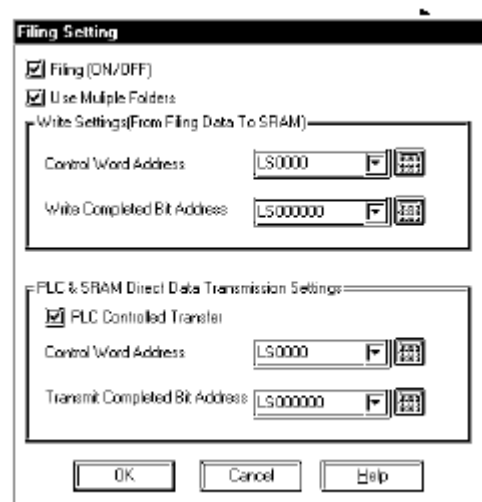 Filing Setting
Filing (ON/OFF)
Use Muliple Folders
Write Settings(From Filing Data To SRAM)
Control Word Address LS0000
Write Completed Bit Address LS000000
PLC & SRAM Direct Data Transmission Settings
PLC Controlled Transfer
Control Word Address LS0000
Transmit Completed Bit Address LS000000
OK Cancel Help